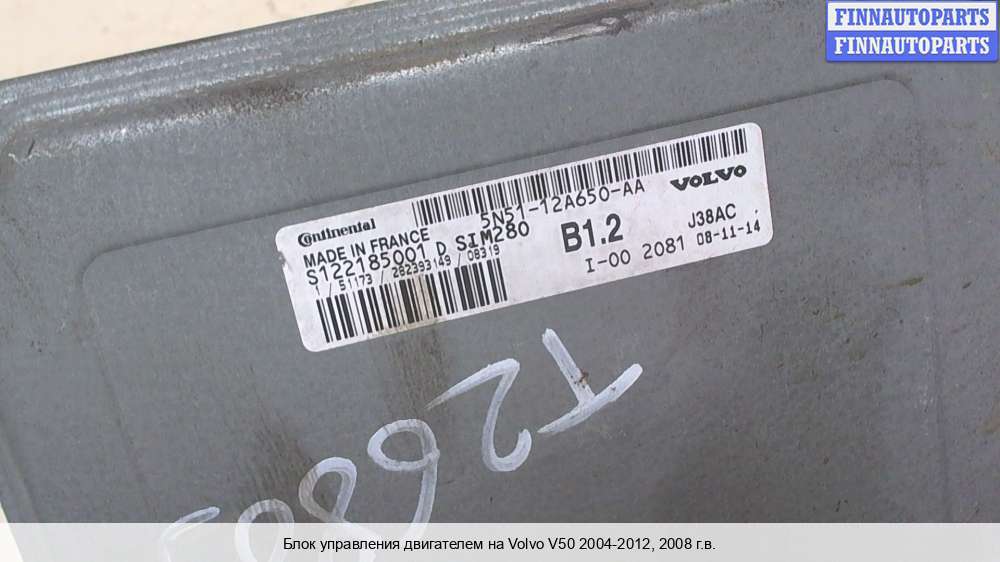 FINNAUTOPARTS
FINNAUTOPARTS
Continental
5N51-12A650-AA
VOLVO
MADE IN FRANCE
S122185001 D SIM280
B1.2
J38AC
1 / 51173 / 282393149 / 08319
I-00 2081 08-11-14
Блок управления двигателем на Volvo V50 2004-2012, 2008 г.в.